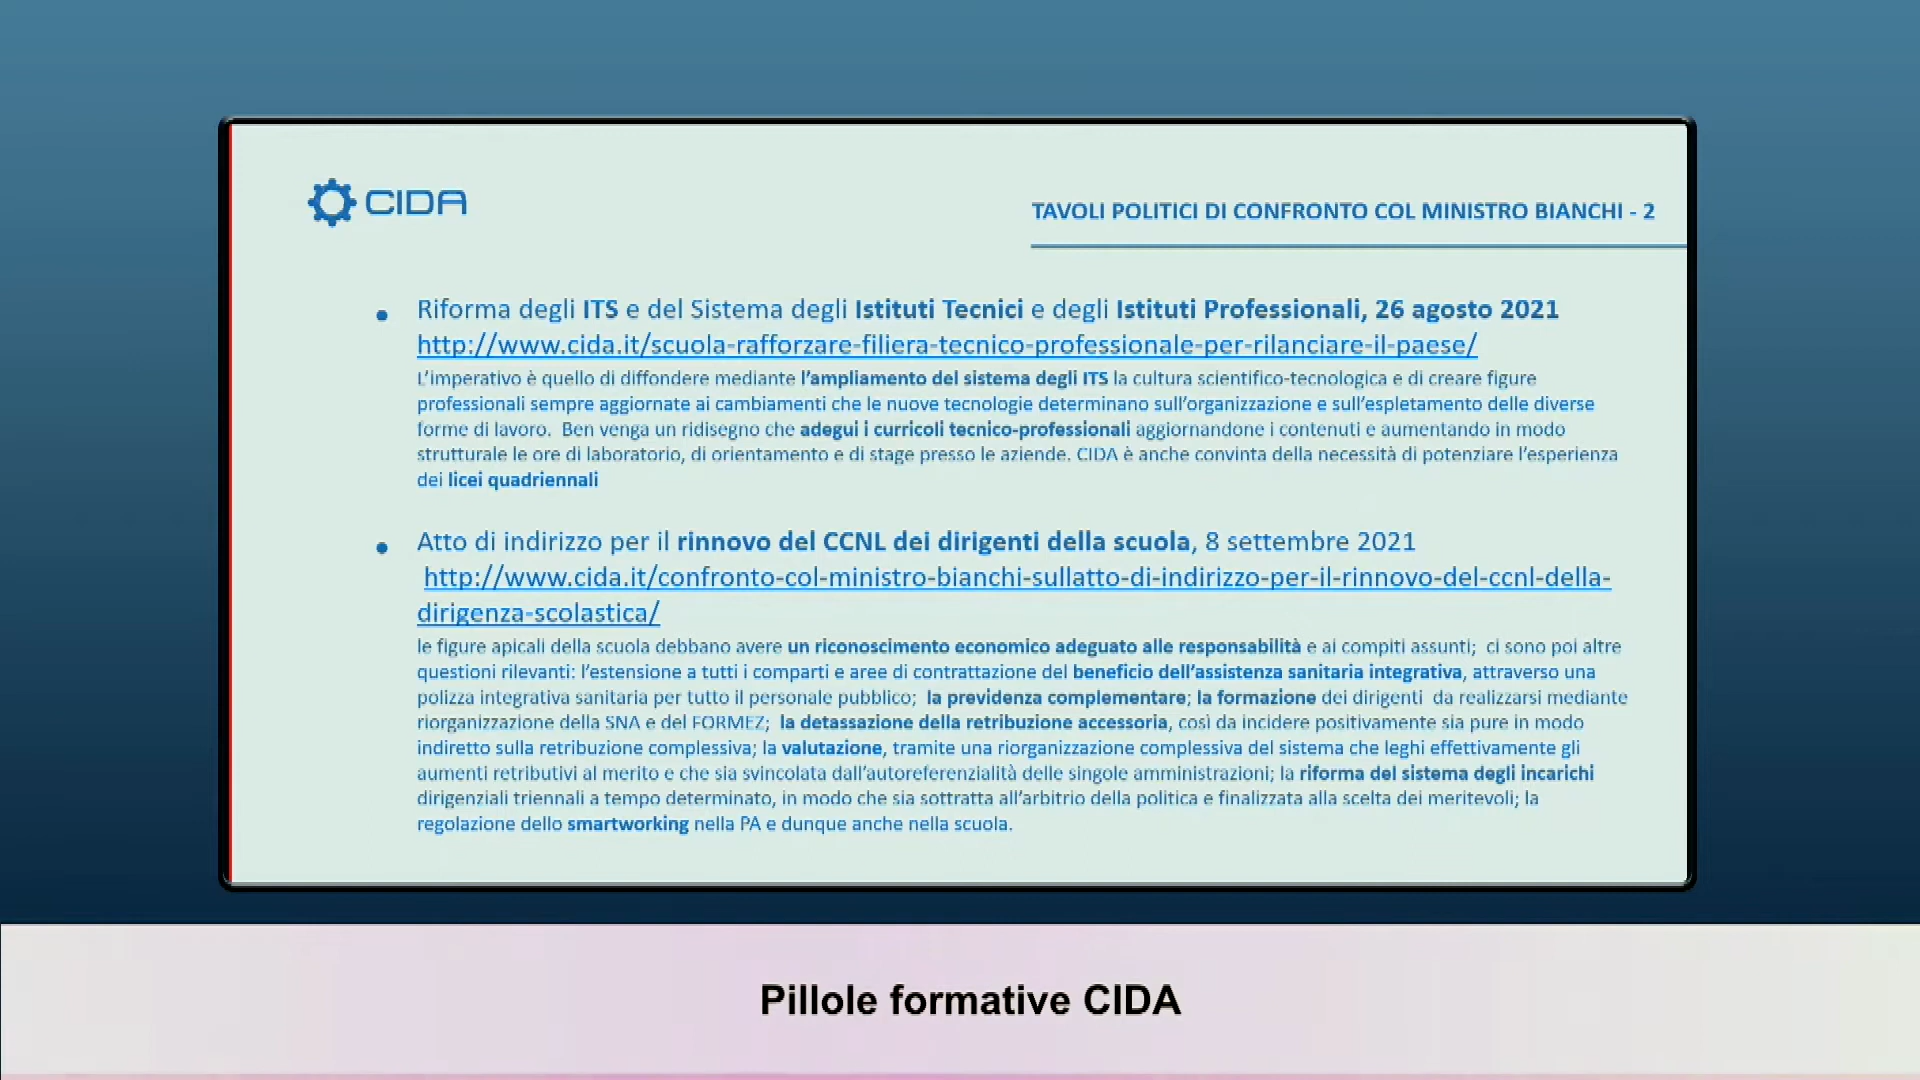 CIDA
TAVOLI POLITICI DI CONFRONTO COL MINISTRO BIANCHI - 2
• Riforma degli ITS e del Sistema degli Istituti Tecnici e degli Istituti Professionali, 26 agosto 2021
http://www.cida.it/scuola-rafforzare-filiera-tecnico-professionale-per-rilanciare-il-paese/
L’imperativo è quello di diffondere mediante l’ampliamento del sistema degli ITS la cultura scientifico-tecnologica e di creare figure
professionali sempre aggiornate ai cambiamenti che le nuove tecnologie determinano sull’organizzazione e sull’espletamento delle diverse
forme di lavoro. Ben venga un ridisegno che adegui i curricoli tecnico-professionali aggiornandone i contenuti e aumentando in modo
strutturale le ore di laboratorio, di orientamento e di stage presso le aziende. CIDA è anche convinta della necessità di potenziare l’esperienza
dei licei quadriennali
• Atto di indirizzo per il rinnovo del CCNL dei dirigenti della scuola, 8 settembre 2021
http://www.cida.it/confronto-col-ministro-bianchi-sullatto-di-indirizzo-per-il-rinnovo-del-ccnl-della-
dirigenza-scolastica/
le figure apicali della scuola debbano avere un riconoscimento economico adeguato alle responsabilità e ai compiti assunti; ci sono poi altre
questioni rilevanti: l’estensione a tutti i comparti e aree di contrattazione del beneficio dell’assistenza sanitaria integrativa, attraverso una
polizza integrativa sanitaria per tutto il personale pubblico; la previdenza complementare; la formazione dei dirigenti da realizzarsi mediante
riorganizzazione della SNA e del FORMEZ; la detassazione della retribuzione accessoria, così da incidere positivamente sia pure in modo
indiretto sulla retribuzione complessiva; la valutazione, tramite una riorganizzazione complessiva del sistema che leghi effettivamente gli
aumenti retributivi al merito e che sia svincolata dall’autoreferenzialità delle singole amministrazioni; la riforma del sistema degli incarichi
dirigenziali triennali a tempo determinato, in modo che sia sottratta all’arbitrio della politica e finalizzata alla scelta dei meritevoli; la
regolazione dello smartworking nella PA e dunque anche nella scuola.
Pillole formative CIDA